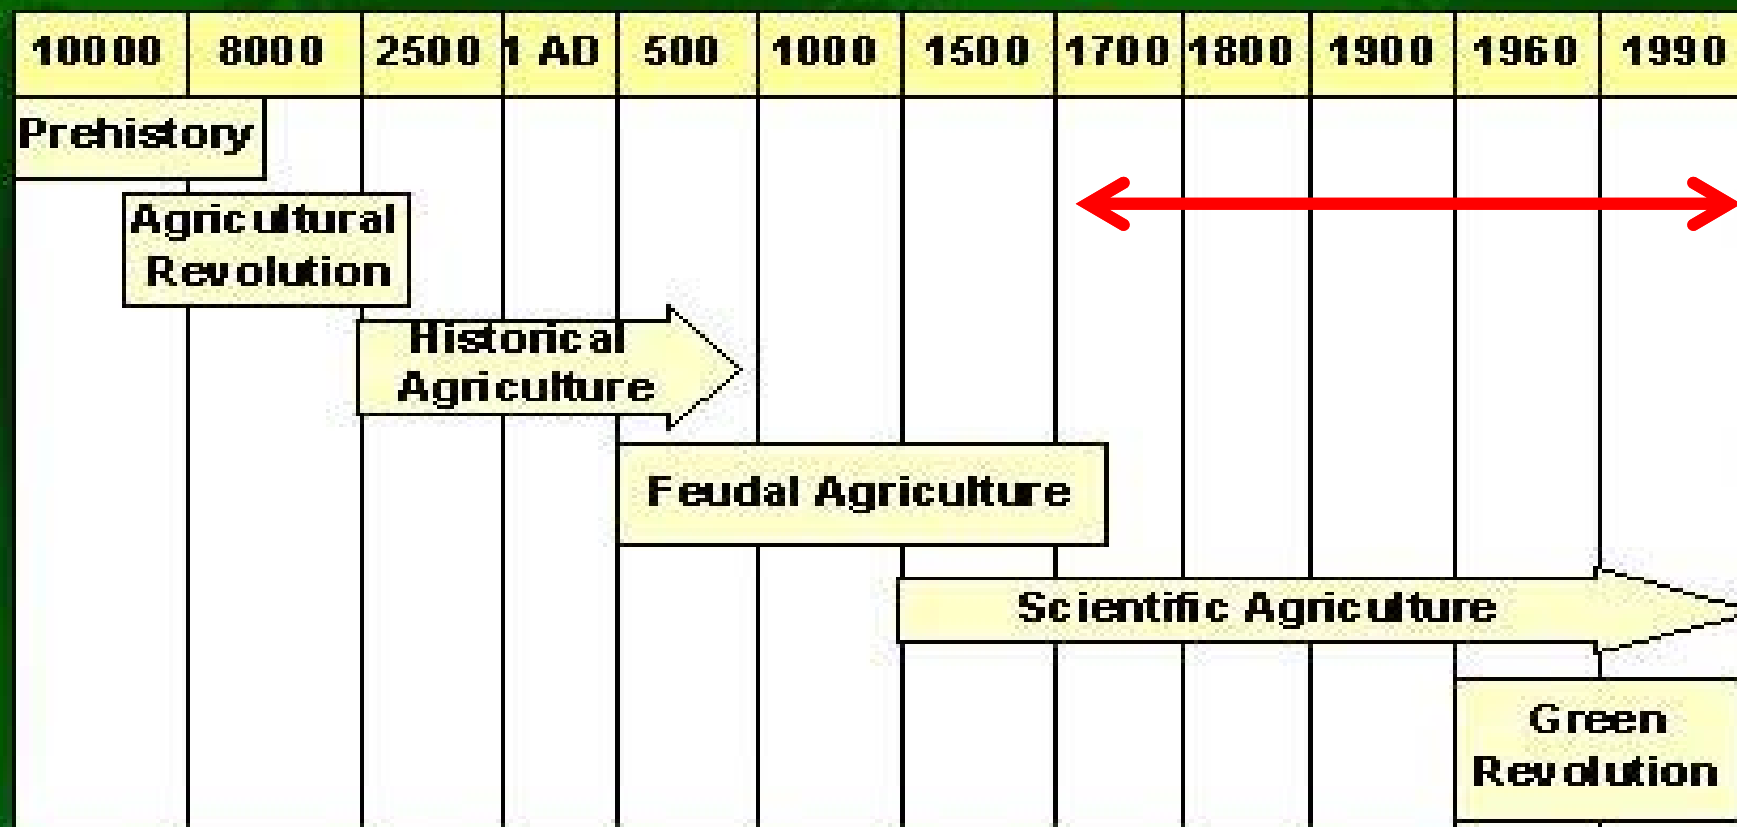 10000 8000 2500 1 AD 500 1000 1500 1700 1800 1900 1960 1990
Prehistory
Agricultural
Revolution
Historical
Agriculture
Feudal Agriculture
Scientific Agriculture
Green
Revolution